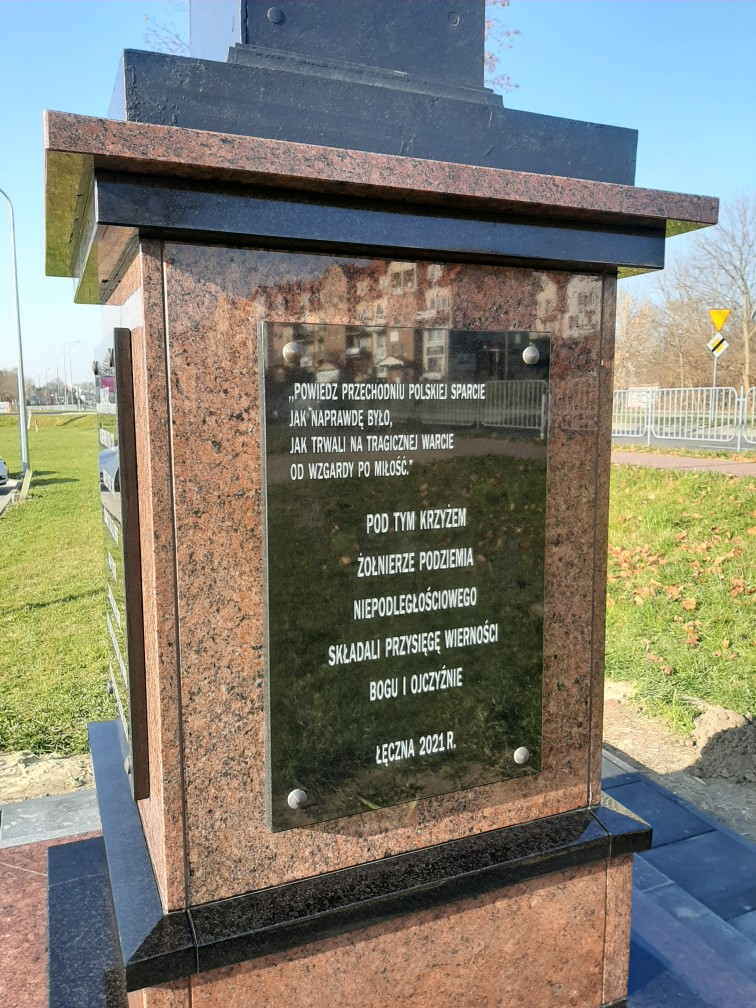 „POWIEDZ PRZECHODNIU POLSKIEJ SPARCIE
JAK NAPRAWDĘ BYŁO,
JAK TRWALI NA TRAGICZNEJ WARCIE
OD WZGARDY PO MIŁOŚĆ."
POD TYM KRZYŻEM
ŻOŁNIERZE PODZIEMIA
NIEPODLEGŁOŚCIOWEGO
SKŁADALI PRZYSIĘGĘ WIERNOŚCI
BOGU I OJCZYŹNIE
ŁĘCZNA 2021 R.